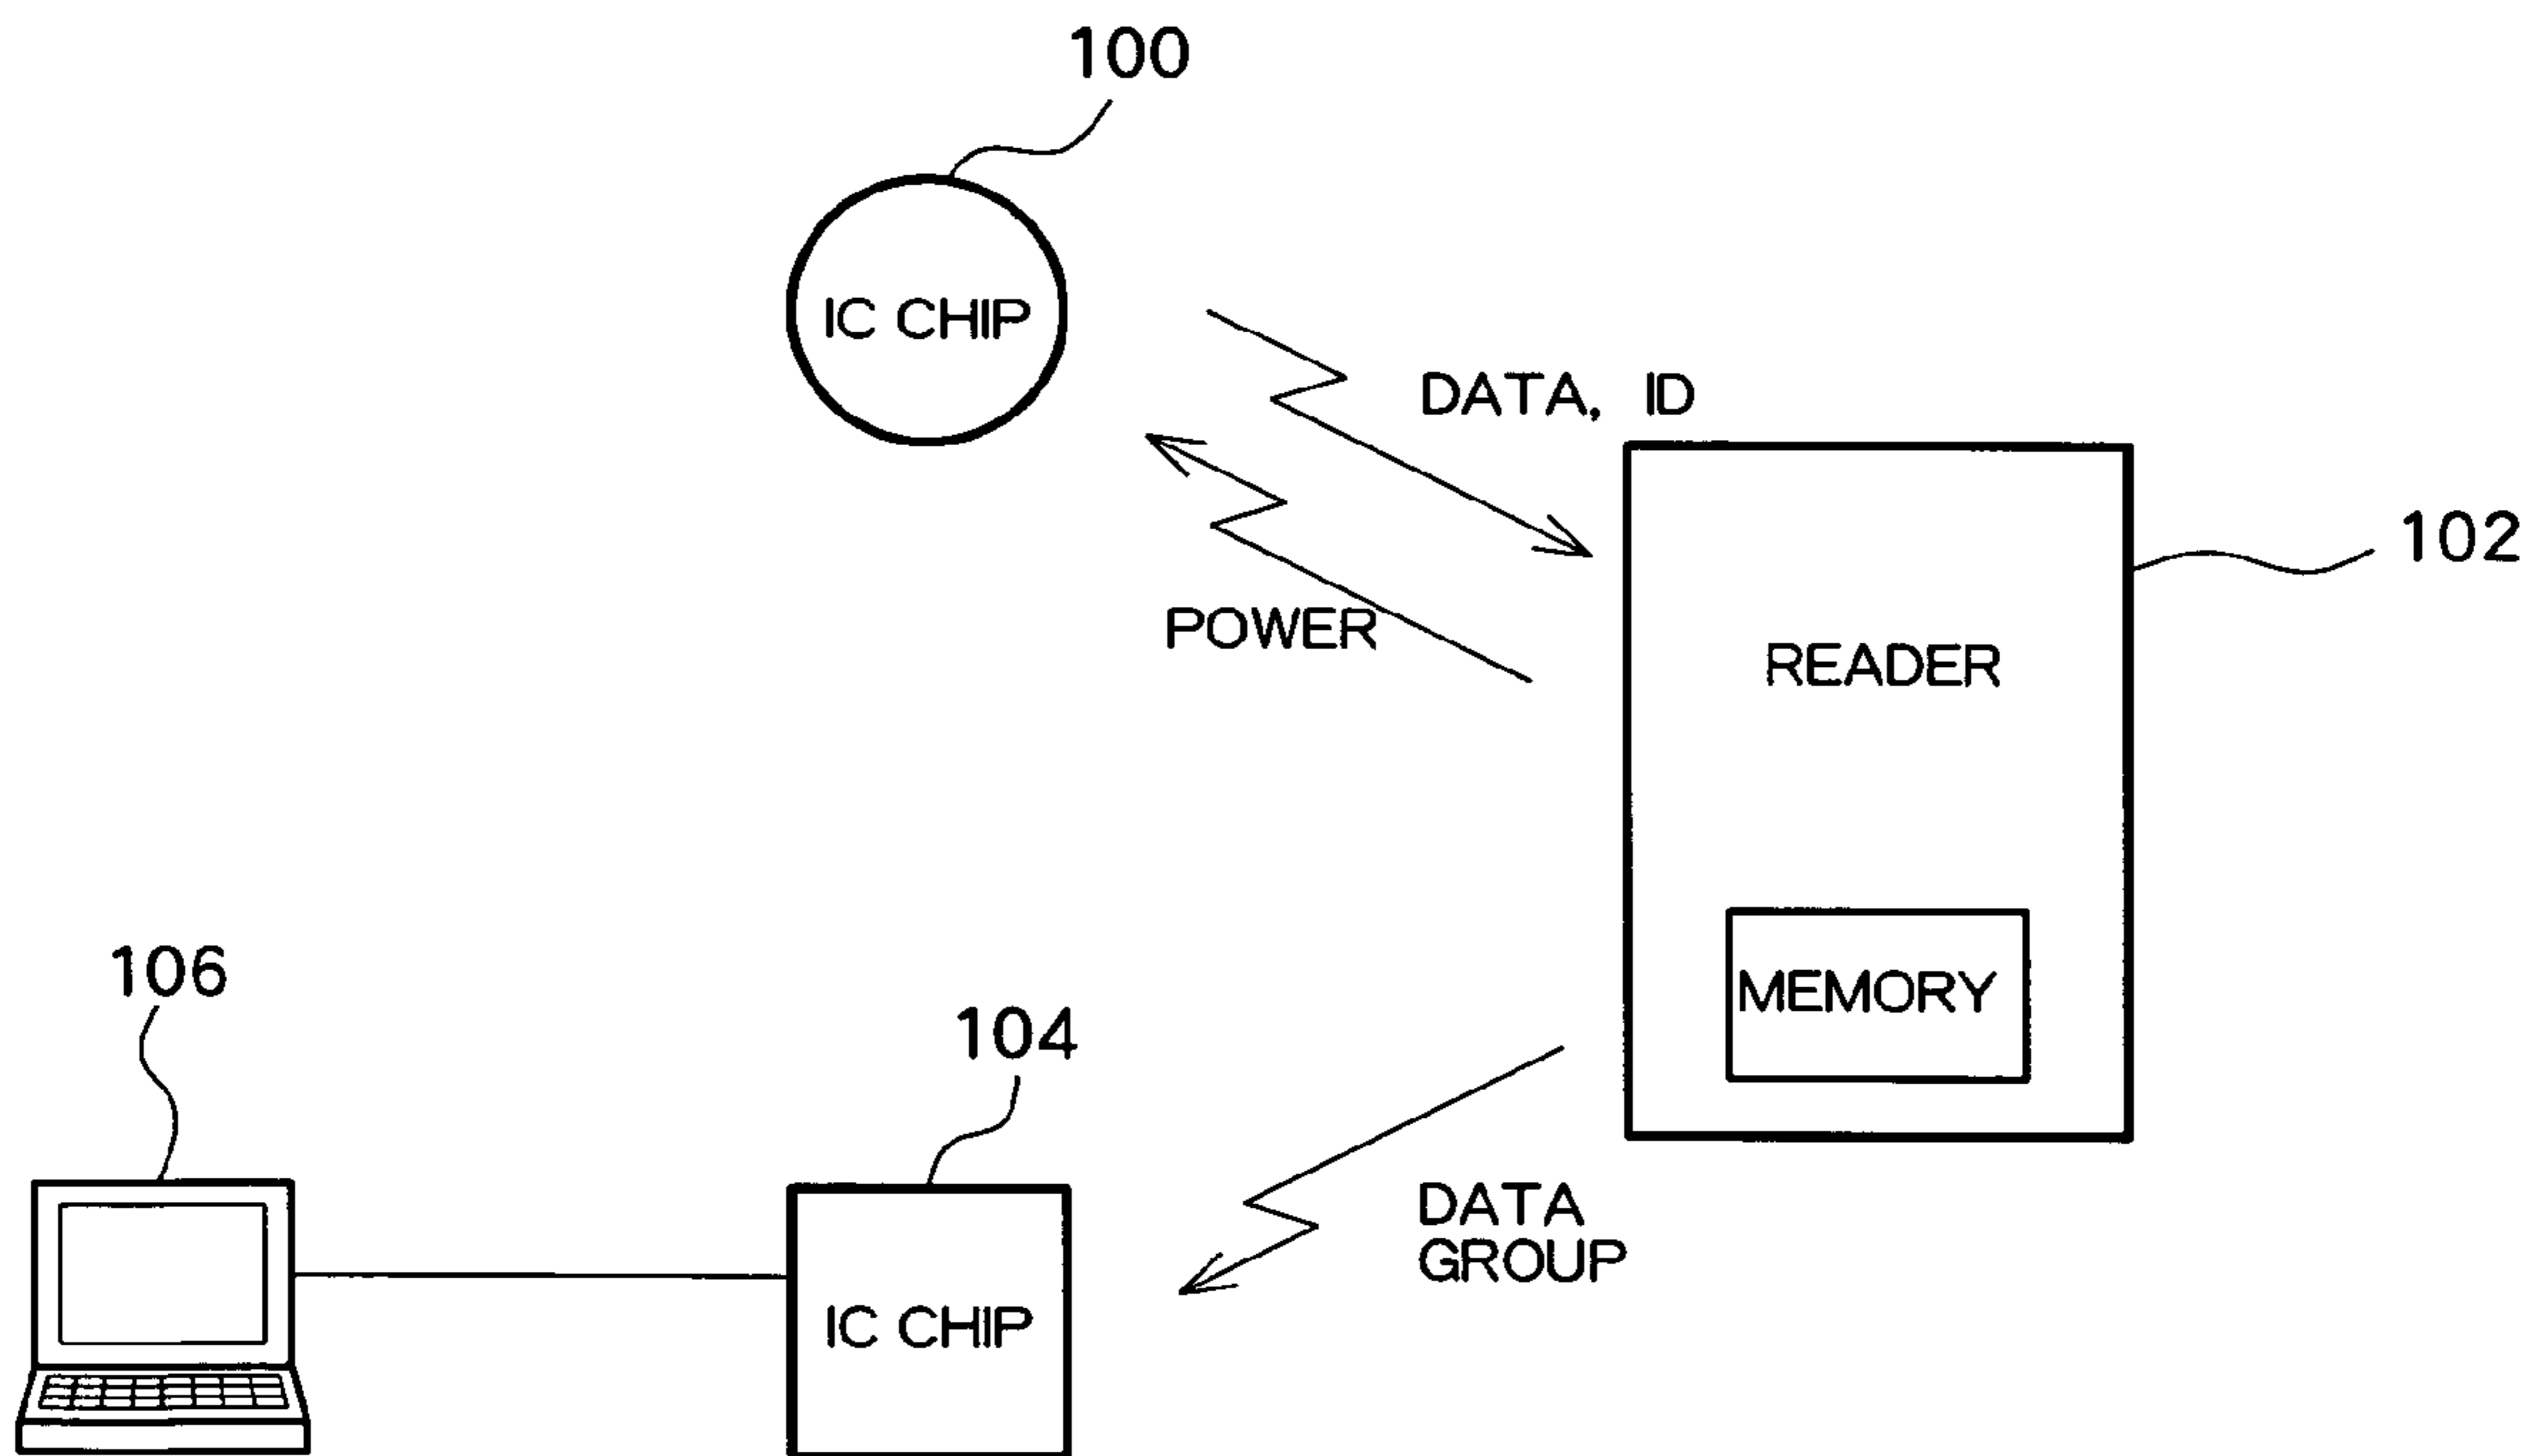 100
IC CHIP
DATA, ID
POWER
102
READER
MEMORY
106
104
DATA
GROUP
IC CHIP